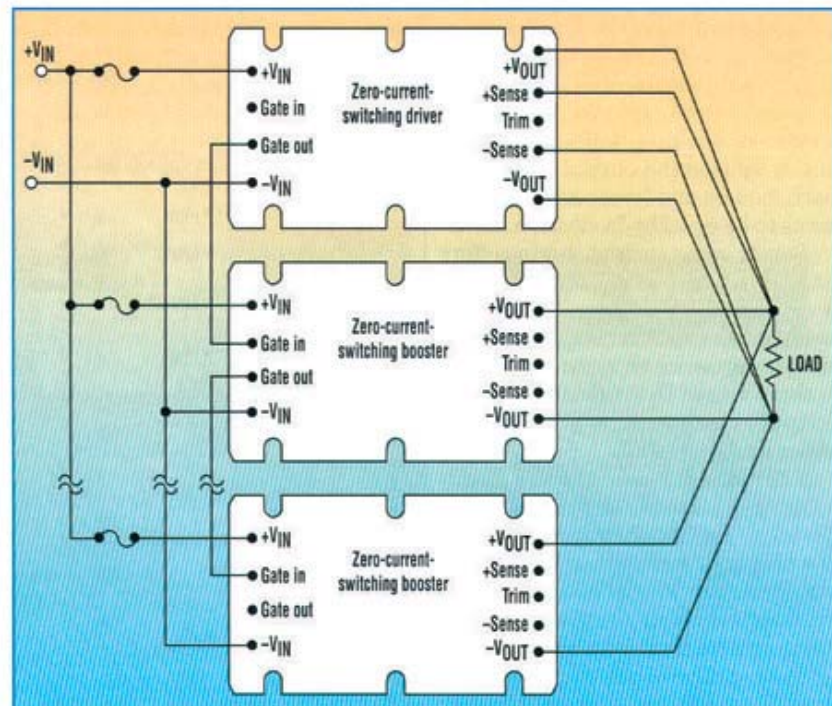 +VIN
-VIN
+VIN
Gate in
Gate out
-VIN
Zero-current-
switching driver
+VOUT
+Sense
Trim
-Sense
-VOUT
+VIN
Gate in
Gate out
-VIN
Zero-current-
switching booster
+VOUT
+Sense
Trim
-Sense
-VOUT
LOAD
+VIN
Gate in
Gate out
-VIN
Zero-current-
switching booster
+VOUT
+Sense
Trim
-Sense
-VOUT